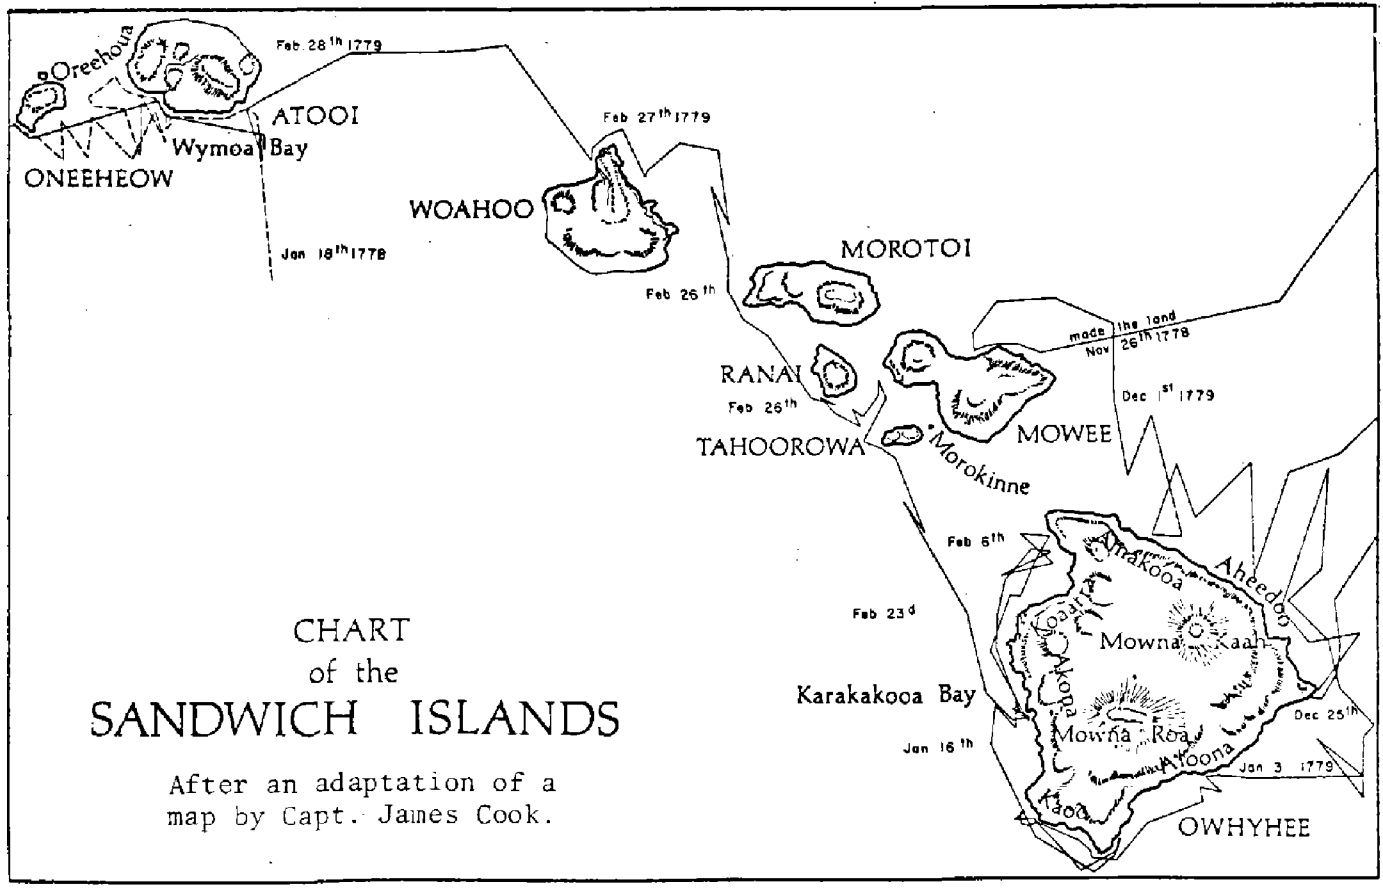 Oreehoua
Feb. 28th 1779
ATOOI
Wymoa Bay
ONEEHEOW
Jan 18th 1778
Feb 27th 1779
WOAHOO
Feb 26th
MOROTOI
made the land
Nov 26th 1778
RANAI
Feb 26th
Dec 1st 1779
TAHOOROWA
MOWEE
Morokinne
Feb 6th
Amakooa
Aheedoo
Feb 23d
Koaarra
Mowna Kaah
Akona
Karakakooa Bay
Dec 25th
Jan 16th
Mowna Roa
Apoona
Jan 3 1779
Kaoo
OWHYHEE
CHART
of the
SANDWICH ISLANDS
After an adaptation of a
map by Capt. James Cook.